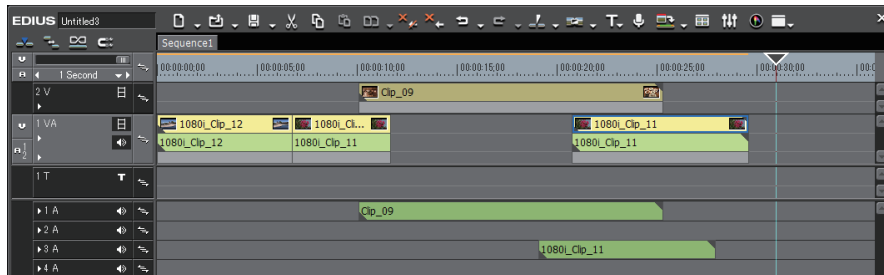 EDIUS Untitled3
Sequence1
1 Second
00:00:00;00 00:00:05;00 00:00:10;00 00:00:15;00 00:00:20;00 00:00:25;00 00:00:30;00
2 V Clip_09
1 VA 1080i_Clip_12 1080i_Cli... 1080i_Clip_11
1080i_Clip_12 1080i_Clip_11 1080i_Clip_11
1 T T
1 A Clip_09
2 A
3 A 1080i_Clip_11
4 A